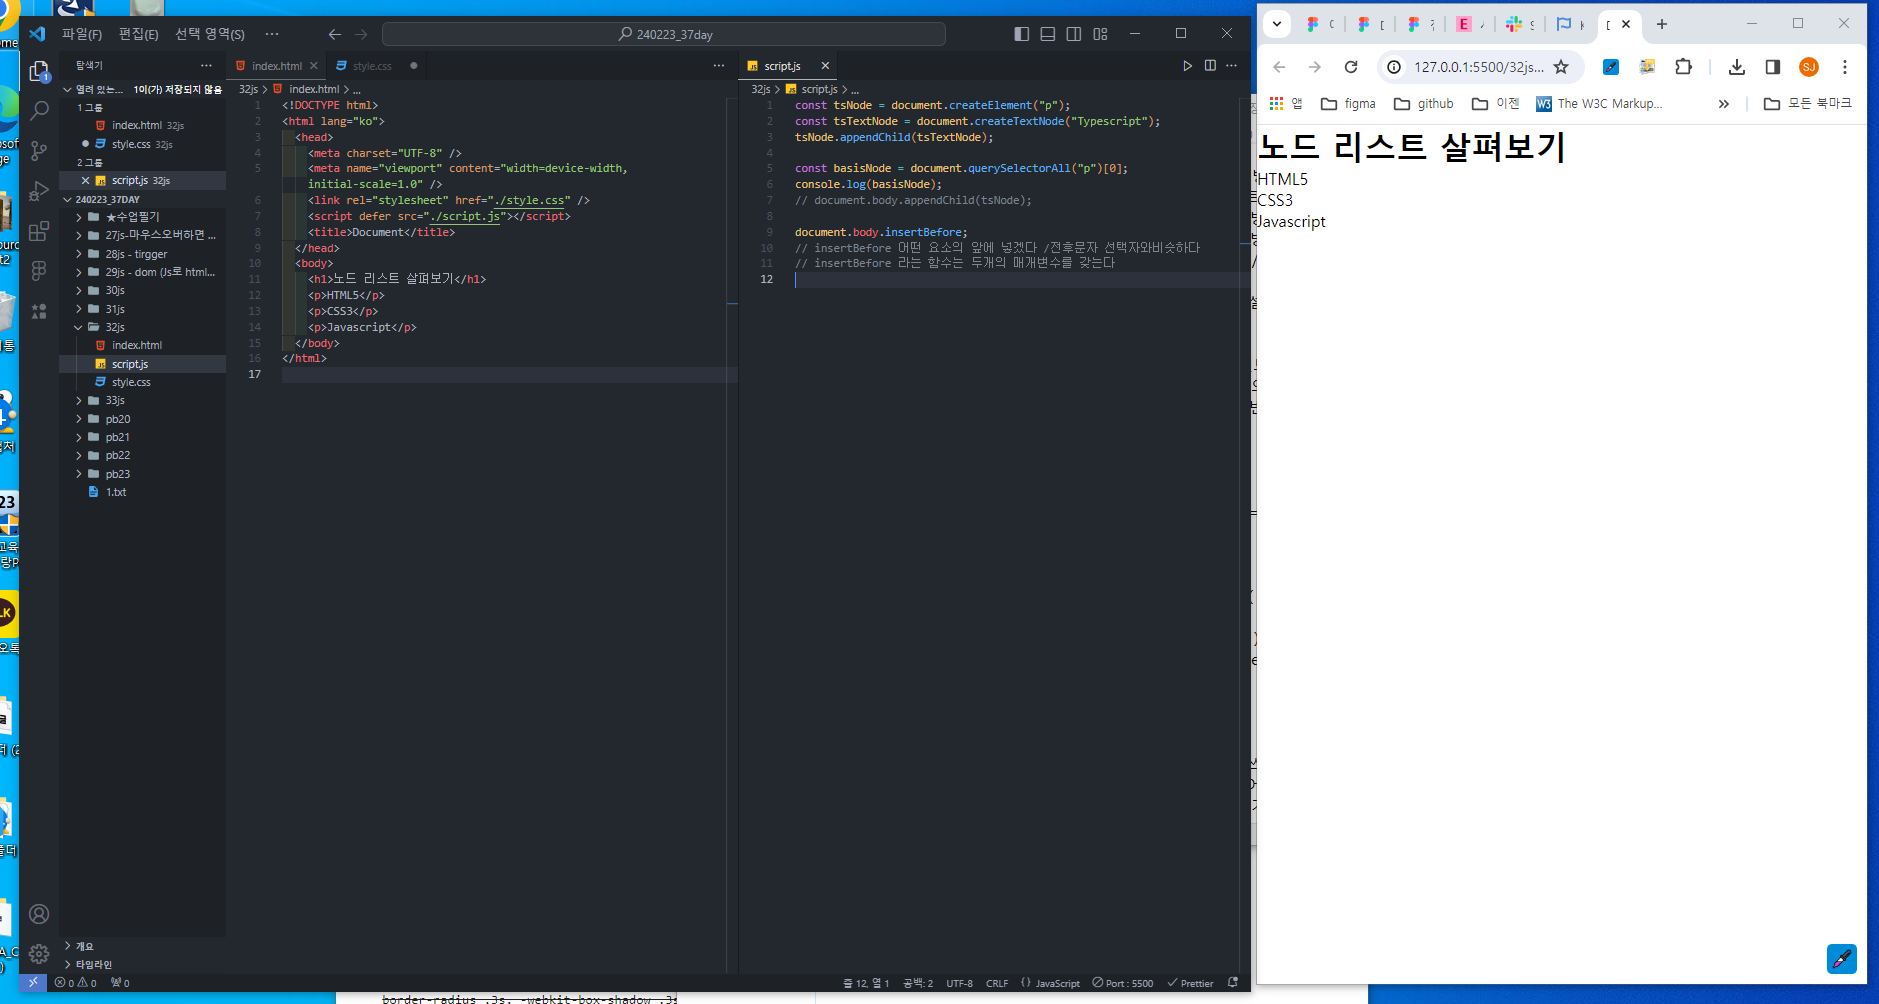 파일(F) 편집(E) 선택 영역(S) ···
240223_37day
탐색기
열려 있는... 1이(가) 저장되지 않음
1 그룹
index.html 32js
style.css 32js
2 그룹
script.js 32js
240223_37DAY
★수업필기
27js-마우스오버하면 ...
28js - tirgger
29js - dom (Js로 html...
30js
31js
32js
index.html
script.js
style.css
33js
pb20
pb21
pb22
pb23
1.txt
개요
타임라인
index.html
style.css
32js > index.html > ...
1 <!DOCTYPE html>
2 <html lang="ko">
3 <head>
4 <meta charset="UTF-8" />
5 <meta name="viewport" content="width=device-width,
initial-scale=1.0" />
6 <link rel="stylesheet" href="./style.css" />
7 <script defer src="./script.js"></script>
8 <title>Document</title>
9 </head>
10 <body>
11 <h1>노드 리스트 살펴보기</h1>
12 <p>HTML5</p>
13 <p>CSS3</p>
14 <p>Javascript</p>
15 </body>
16 </html>
17
script.js
32js > script.js > ...
1 const tsNode = document.createElement("p");
2 const tsTextNode = document.createTextNode("Typescript");
3 tsNode.appendChild(tsTextNode);
4
5 const basisNode = document.querySelectorAll("p")[0];
6 console.log(basisNode);
7 // document.body.appendChild(tsNode);
8
9 document.body.insertBefore;
10 // insertBefore 어떤 요소의 앞에 넣겠다 /전후문자 선택자와비슷하다
11 // insertBefore 라는 함수는 두개의 매개변수를 갖는다
12
0 0 0
줄 12, 열 1 공백: 2 UTF-8 CRLF {} JavaScript Port : 5500 Prettier
127.0.0.1:5500/32js...
SJ
앱 figma github 이젠 W3 The W3C Markup... » 모든 북마크
노드 리스트 살펴보기
HTML5
CSS3
Javascript
border-radius .3s, -webkit-box-shadow .3s